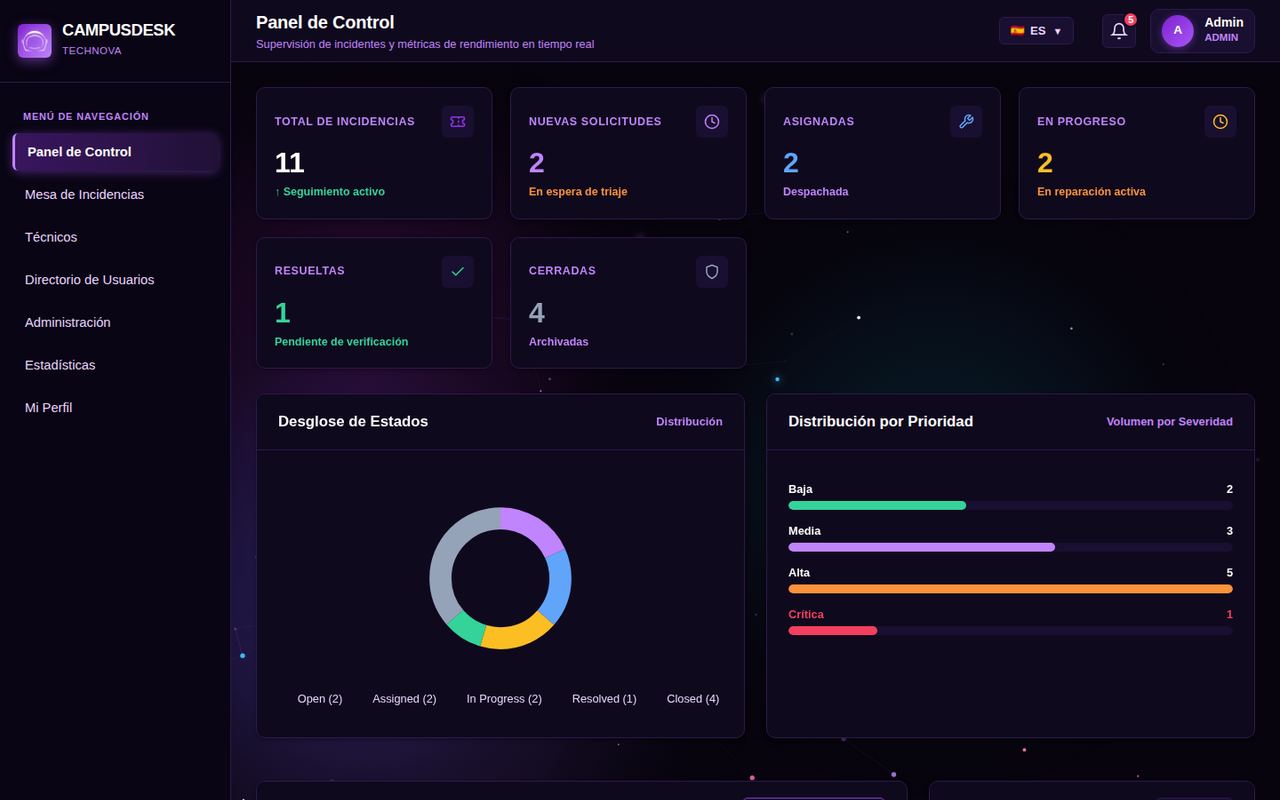 CAMPUSDESK
TECHNOVA
MENÚ DE NAVEGACIÓN
Panel de Control
Mesa de Incidencias
Técnicos
Directorio de Usuarios
Administración
Estadísticas
Mi Perfil
Panel de Control
Supervisión de incidentes y métricas de rendimiento en tiempo real
ES
5
A
Admin
ADMIN
TOTAL DE INCIDENCIAS
11
↑ Seguimiento activo
NUEVAS SOLICITUDES
2
En espera de triaje
ASIGNADAS
2
Despachada
EN PROGRESO
2
En reparación activa
RESUELTAS
1
Pendiente de verificación
CERRADAS
4
Archivadas
Desglose de Estados
Distribución
Open (2)
Assigned (2)
In Progress (2)
Resolved (1)
Closed (4)
Distribución por Prioridad
Volumen por Severidad
Baja 2
Media 3
Alta 5
Crítica 1